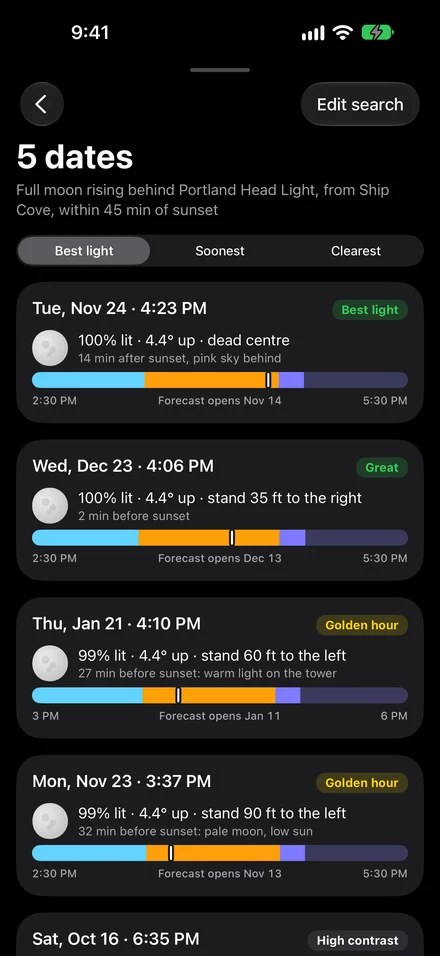 9:41
Edit search
5 dates
Full moon rising behind Portland Head Light, from Ship
Cove, within 45 min of sunset
Best light
Soonest
Clearest
Tue, Nov 24 · 4:23 PM
Best light
100% lit · 4.4° up · dead centre
14 min after sunset, pink sky behind
2:30 PM
Forecast opens Nov 14
5:30 PM
Wed, Dec 23 · 4:06 PM
Great
100% lit · 4.4° up · stand 35 ft to the right
2 min before sunset
2:30 PM
Forecast opens Dec 13
5:30 PM
Thu, Jan 21 · 4:10 PM
Golden hour
99% lit · 4.4° up · stand 60 ft to the left
27 min before sunset: warm light on the tower
3 PM
Forecast opens Jan 11
6 PM
Mon, Nov 23 · 3:37 PM
Golden hour
99% lit · 4.4° up · stand 90 ft to the left
32 min before sunset: pale moon, low sun
2:30 PM
Forecast opens Nov 13
5:30 PM
Sat, Oct 16 · 6:35 PM
High contrast